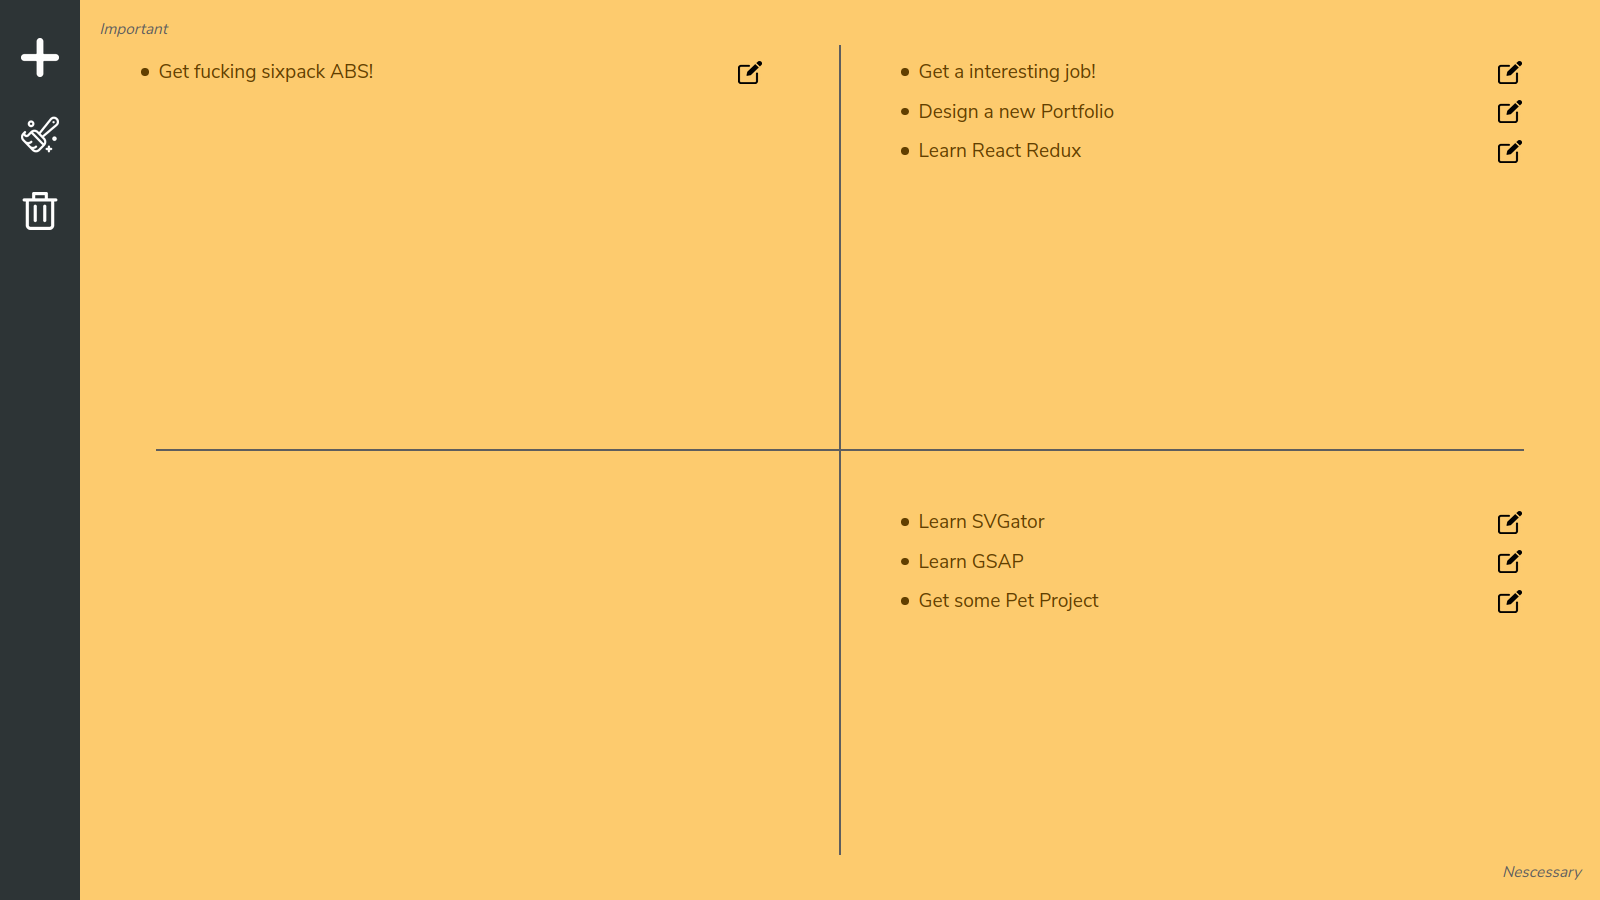 Important
Get fucking sixpack ABS!
Get a interesting job!
Design a new Portfolio
Learn React Redux
Learn SVGator
Learn GSAP
Get some Pet Project
Nescessary